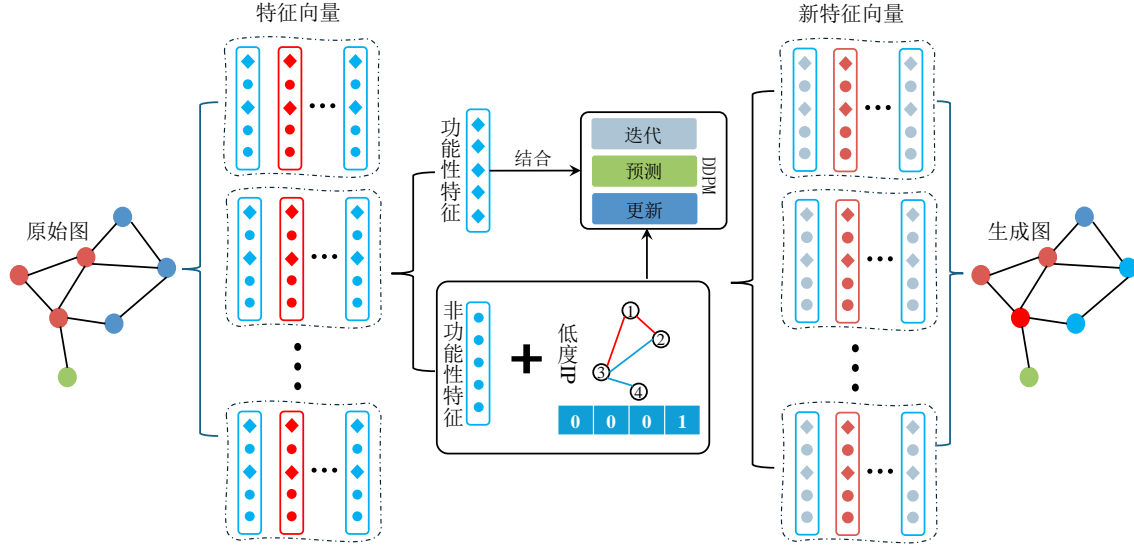 特征向量
新特征向量
原始图
功能性特征
结合
迭代
预测
更新
DDPM
非功能性特征
低度IP
1
2
3
4
0 0 0 1
生成图